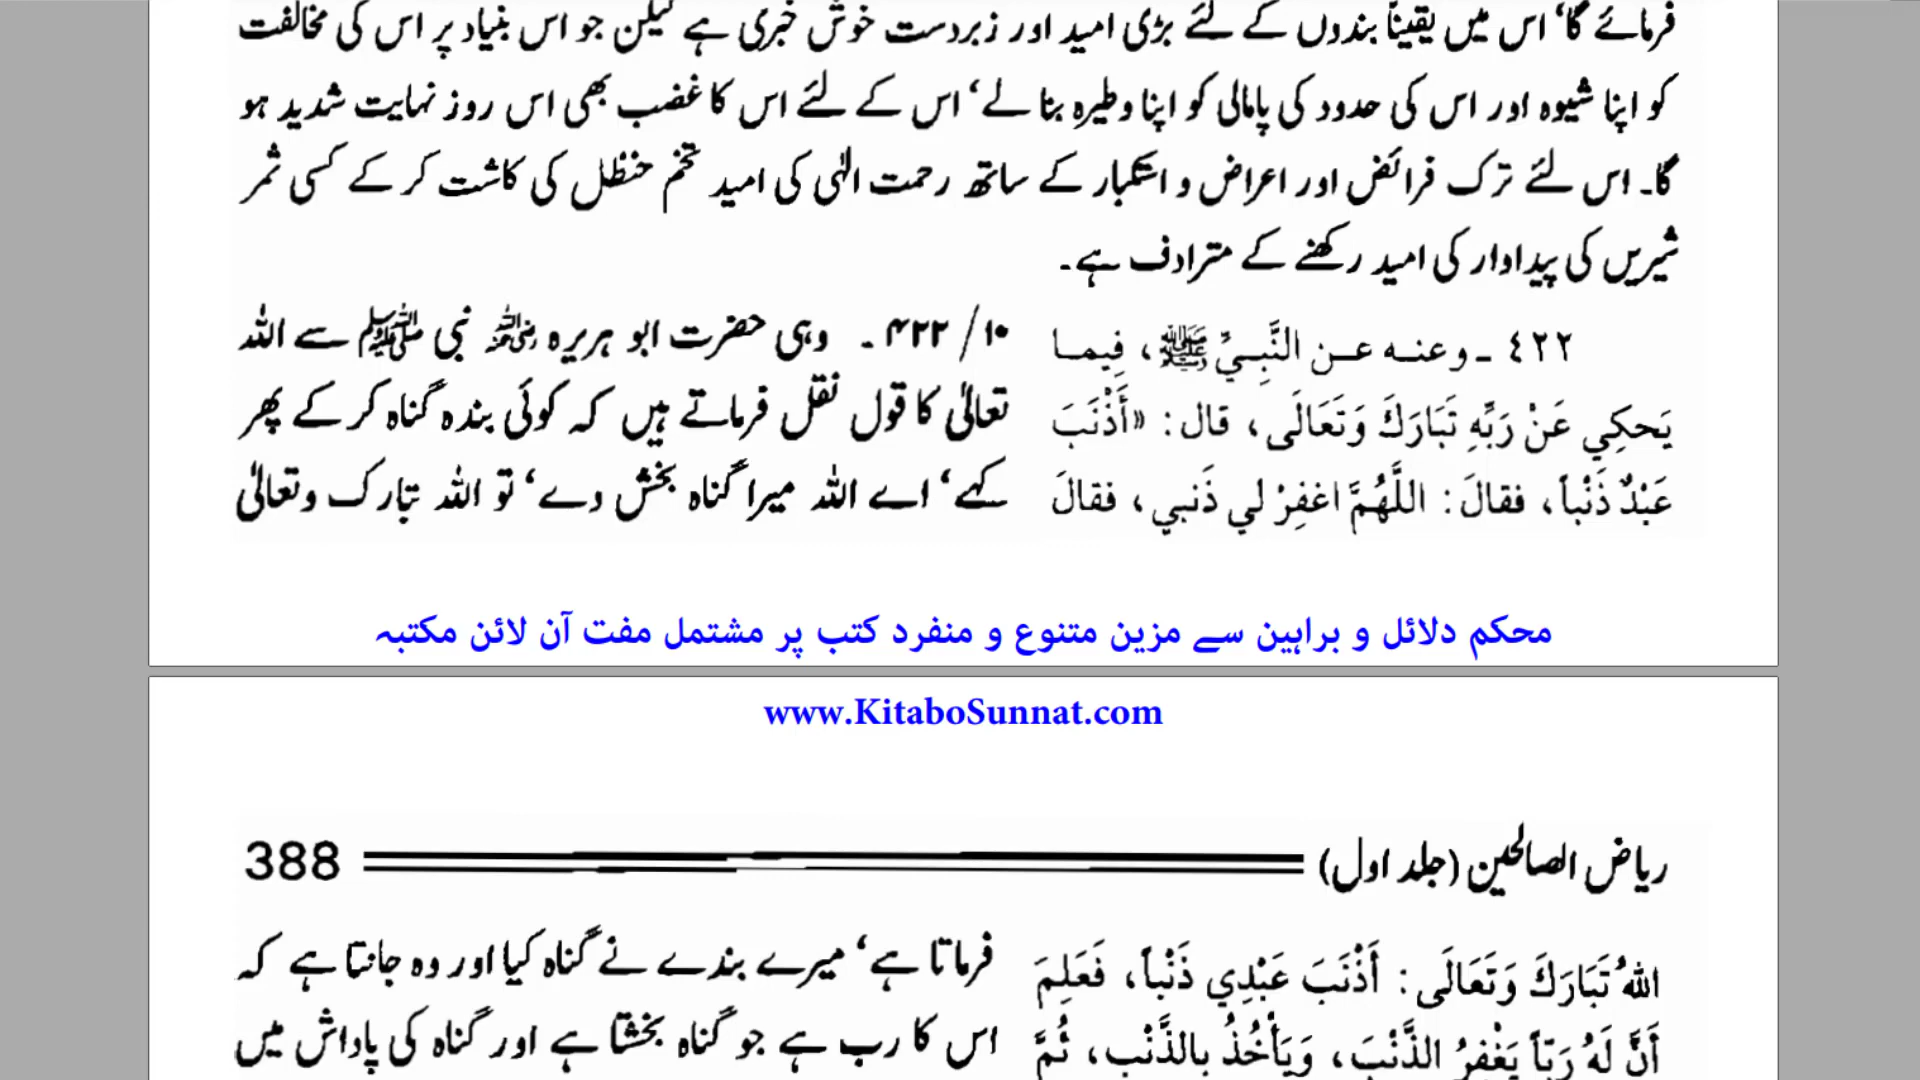 فرمائے گا، اس میں یقیناً بندوں کے لئے بڑی امید اور زبردست خوش خبری ہے لیکن جو اس بنیاد پر اس کی مخالفت
کو اپنا شیوہ اور اس کی حدود کی پامالی کو اپنا وطیرہ بنا لے، اس کے لئے اس کا غضب بھی اس روز نہایت شدید ہو
گا۔ اس لئے ترک فرائض اور اعراض و استکبار کے ساتھ رحمت الٰہی کی امید تخم حنظل کی کاشت کر کے کسی ثمر
شیریں کی پیداوار کی امید رکھنے کے مترادف ہے۔
٤٢٢ ـ وعنه عن النَّبِيِّ ﷺ، فِيما
يَحكِي عَنْ رَبِّهِ تَبَارَكَ وَتَعَالَى، قال: «أَذْنَبَ
عَبْدٌ ذَنْباً، فقالَ: اللَّهُمَّ اغفِرْ لي ذَنبي، فقالَ
۱۰/ ۴۲۲ ۔ وہی حضرت ابو ہریرہ رضی اللہ عنہ نبی ﷺ سے اللہ
تعالیٰ کا قول نقل فرماتے ہیں کہ کوئی بندہ گناہ کر کے پھر
کہے، اے اللہ میرا گناہ بخش دے، تو اللہ تبارک وتعالیٰ
محکم دلائل و براہین سے مزین متنوع و منفرد کتب پر مشتمل مفت آن لائن مکتبہ
www.KitaboSunnat.com
ریاض الصالحین (جلد اول) 388
اللهُ تَبَارَكَ وَتَعَالَى: أَذْنَبَ عَبْدِي ذَنْباً، فَعَلِمَ
أَنَّ لَهُ رَبّاً يَغْفِرُ الذَّنْبَ، وَيَأْخُذُ بالذَّنْبِ، ثُمَّ
فرماتا ہے، میرے بندے نے گناہ کیا اور وہ جانتا ہے کہ
اس کا رب ہے جو گناہ بخشتا ہے اور گناہ کی پاداش میں